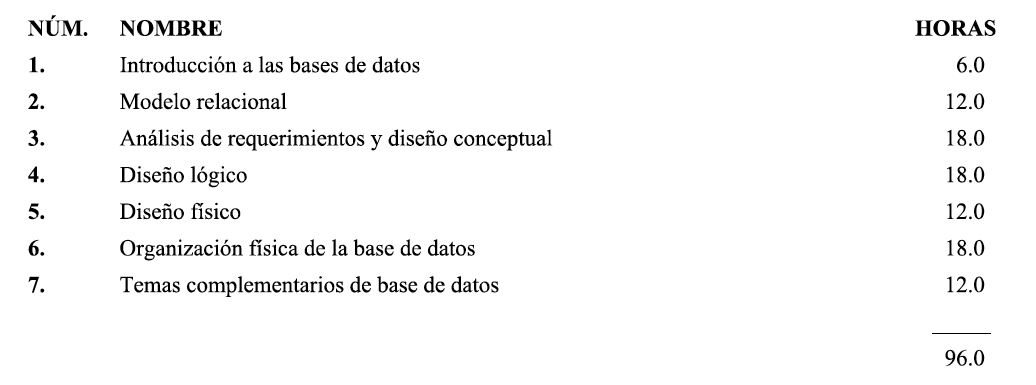 NÚM. NOMBRE HORAS
1. Introducción a las bases de datos 6.0
2. Modelo relacional 12.0
3. Análisis de requerimientos y diseño conceptual 18.0
4. Diseño lógico 18.0
5. Diseño físico 12.0
6. Organización física de la base de datos 18.0
7. Temas complementarios de base de datos 12.0
96.0